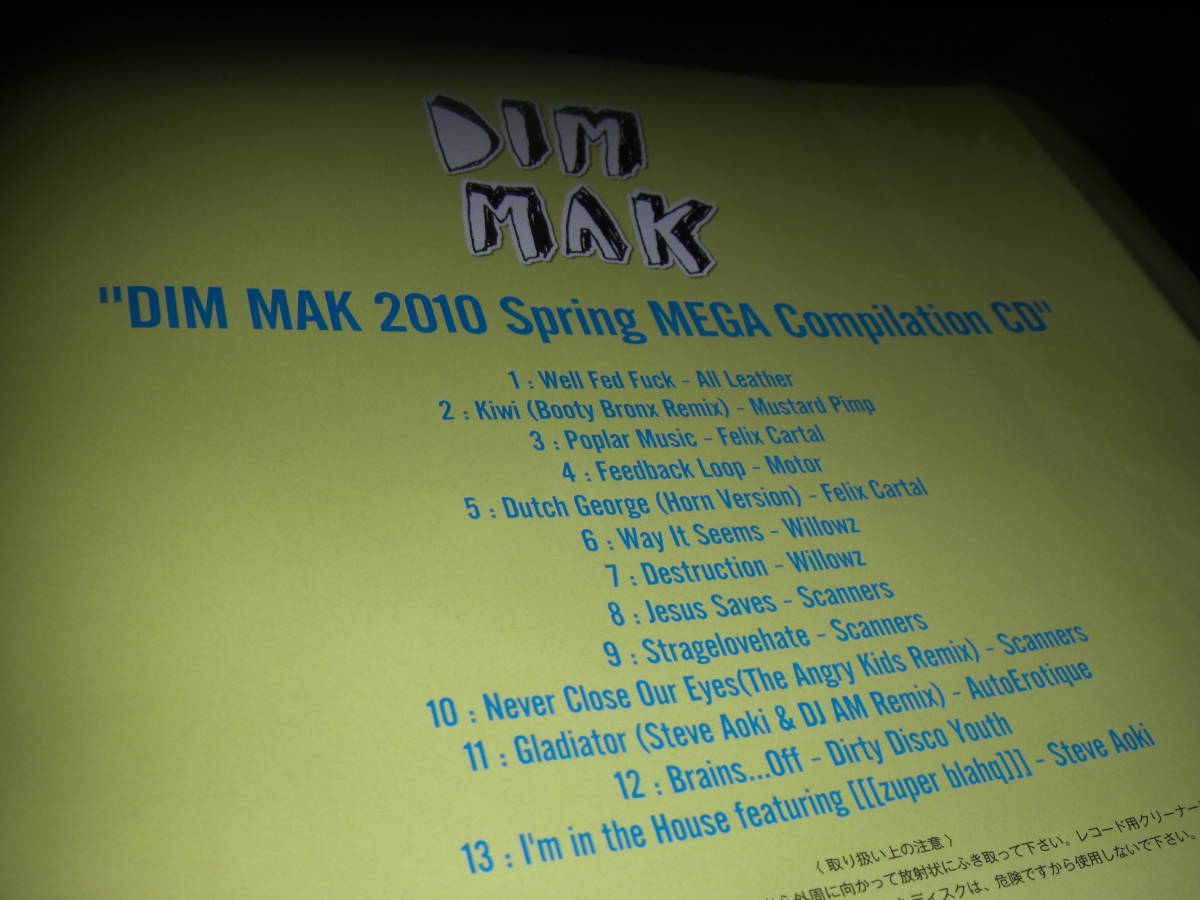 DIM
MAK
"DIM MAK 2010 Spring MEGA Compilation CD"
1 : Well Fed Fuck - All Leather
2 : Kiwi (Booty Bronx Remix) - Mustard Pimp
3 : Poplar Music - Felix Cartal
4 : Feedback Loop - Motor
5 : Dutch George (Horn Version) - Felix Cartal
6 : Way It Seems - Willowz
7 : Destruction - Willowz
8 : Jesus Saves - Scanners
9 : Stragelovehate - Scanners
10 : Never Close Our Eyes(The Angry Kids Remix) - Scanners
11 : Gladiator (Steve Aoki & DJ AM Remix) - AutoErotique
12 : Brains...Off - Dirty Disco Youth
13 : I'm in the House featuring [[[zuper blahq]]] - Steve Aoki
〈取り扱い上の注意〉
外周に向かって放射状にふき取って下さい。レコード用クリーナー
ディスクは、危険ですから使用しないで下さい。